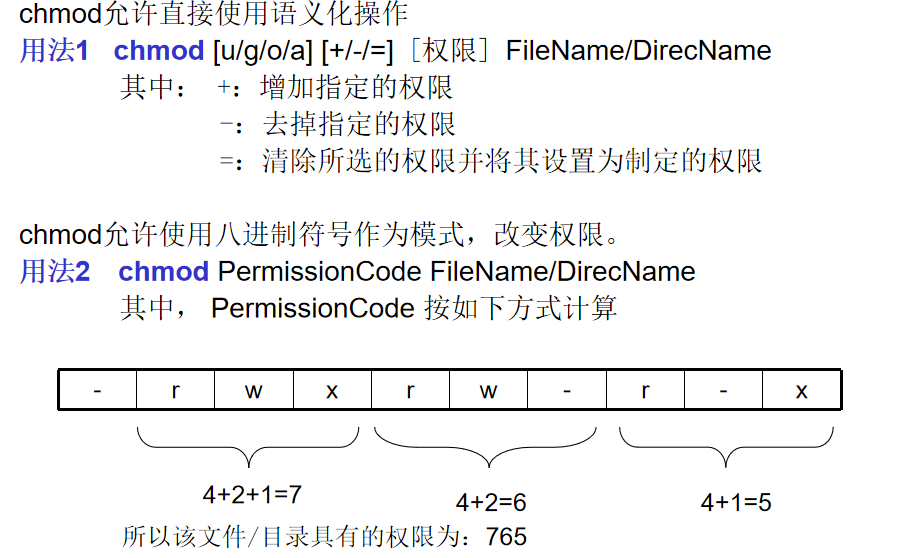 chmod允许直接使用语义化操作
用法1 chmod [u/g/o/a] [+/-/=]［权限］FileName/DirecName
其中： +：增加指定的权限
－：去掉指定的权限
=：清除所选的权限并将其设置为制定的权限
chmod允许使用八进制符号作为模式，改变权限。
用法2 chmod PermissionCode FileName/DirecName
其中， PermissionCode 按如下方式计算
- r w x r w - r - x
4+2+1=7 4+2=6 4+1=5
所以该文件/目录具有的权限为：765